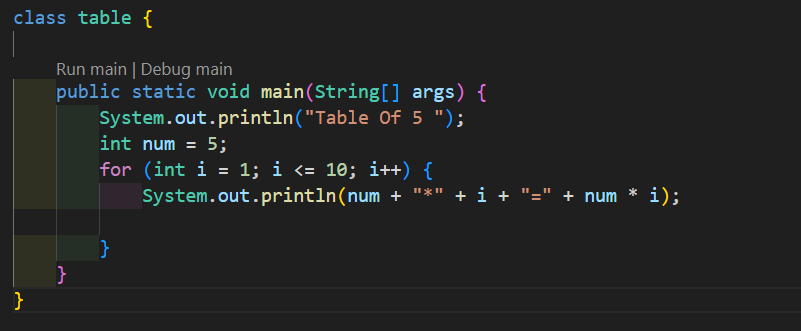 class table {
Run main | Debug main
public static void main(String[] args) {
System.out.println("Table Of 5 ");
int num = 5;
for (int i = 1; i <= 10; i++) {
System.out.println(num + "*" + i + "=" + num * i);
}
}
}